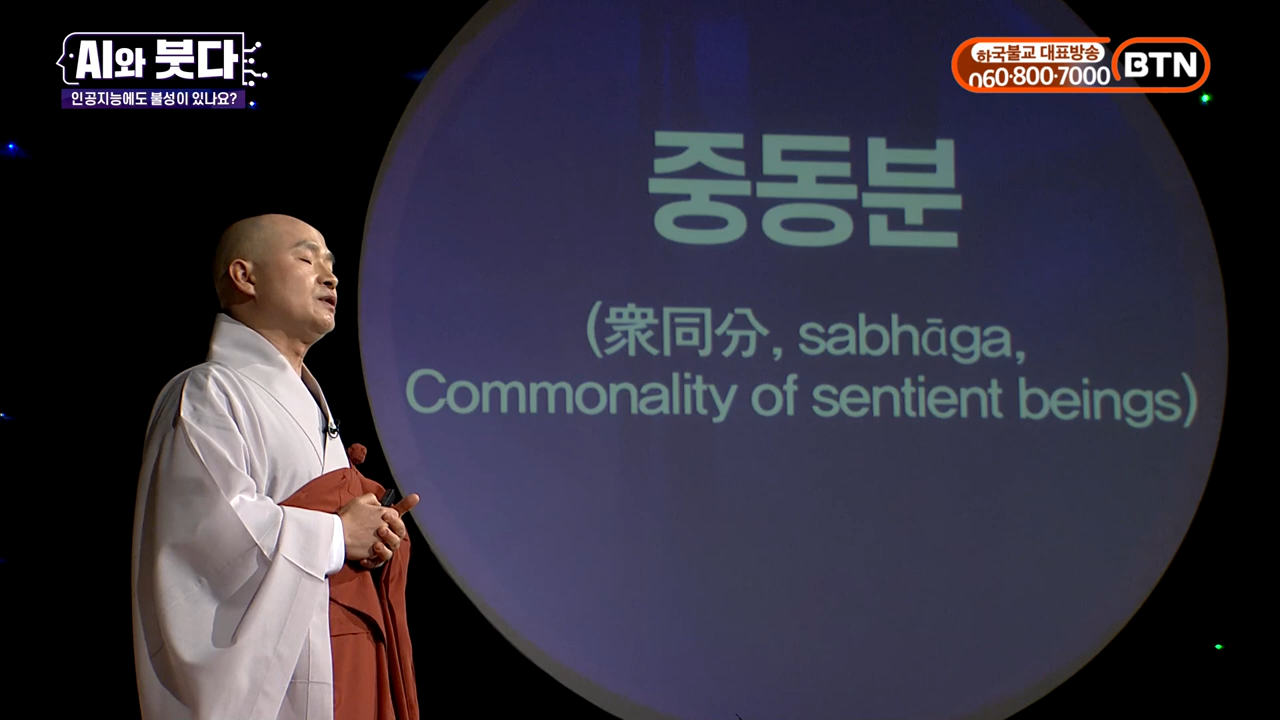 AI와 붓다
인공지능에도 불성이 있나요?
한국불교 대표방송
060·800·7000
BTN
중동분
(衆同分, sabhāga,
Commonality of sentient beings)